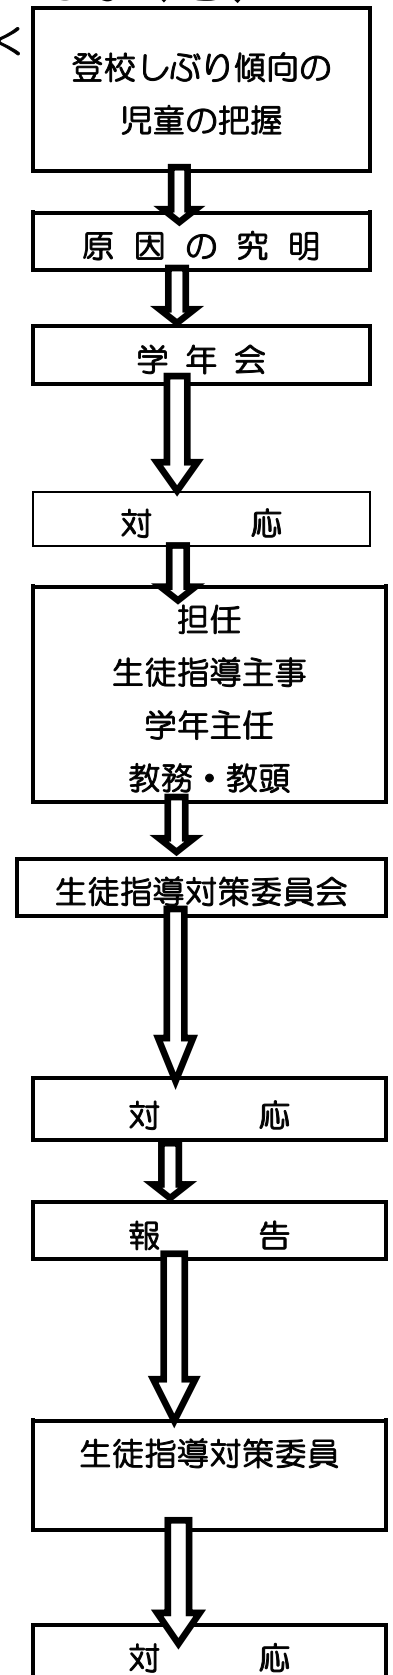 登校しぶり傾向の
児童の把握
原因の究明
学年会
対応
担任
生徒指導主事
学年主任
教務・教頭
生徒指導対策委員会
対応
報告
生徒指導対策委員
対応